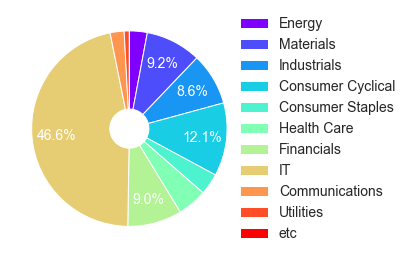 Energy
Materials
Industrials
Consumer Cyclical
Consumer Staples
Health Care
Financials
IT
Communications
Utilities
etc
9.2%
8.6%
12.1%
46.6%
9.0%